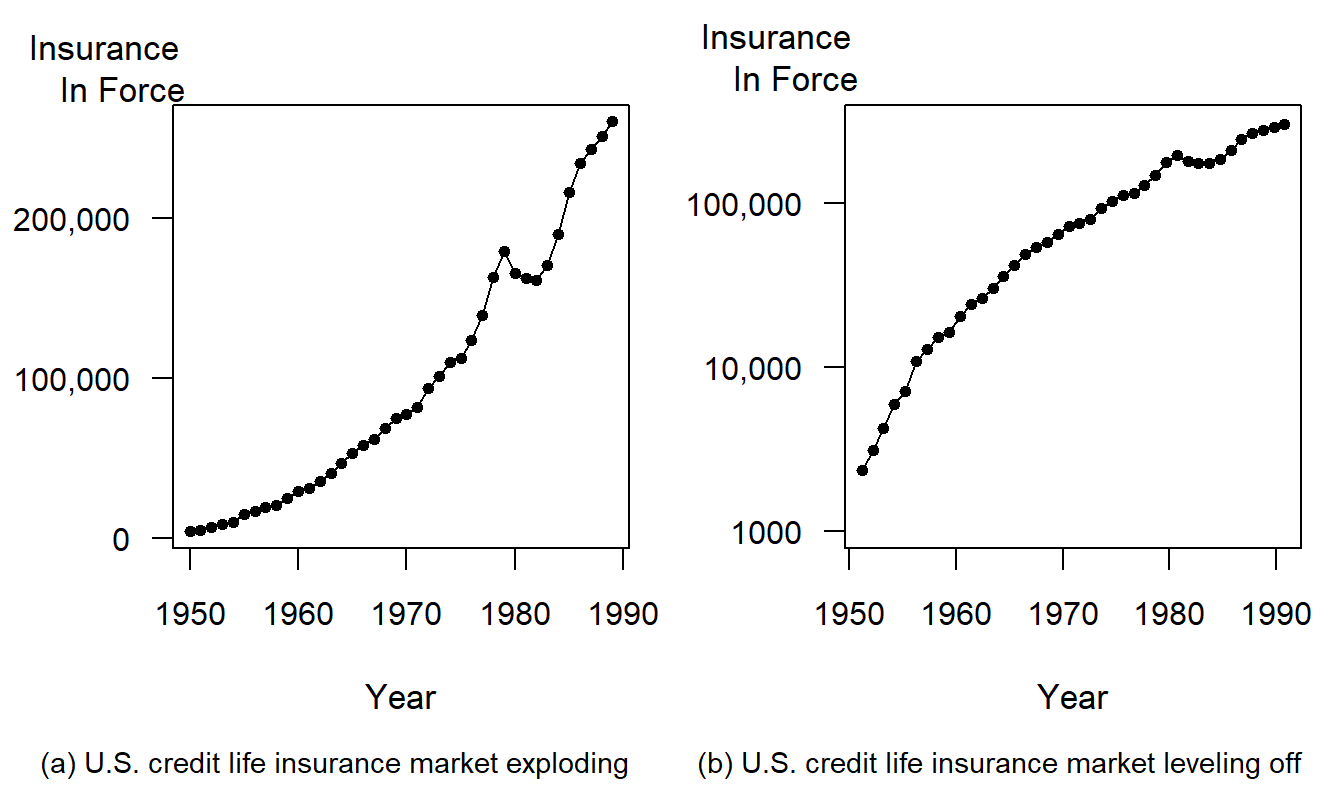 Insurance
In Force
200,000
100,000
0
1950 1960 1970 1980 1990
Year
(a) U.S. credit life insurance market exploding
Insurance
In Force
100,000
10,000
1000
1950 1960 1970 1980 1990
Year
(b) U.S. credit life insurance market leveling off